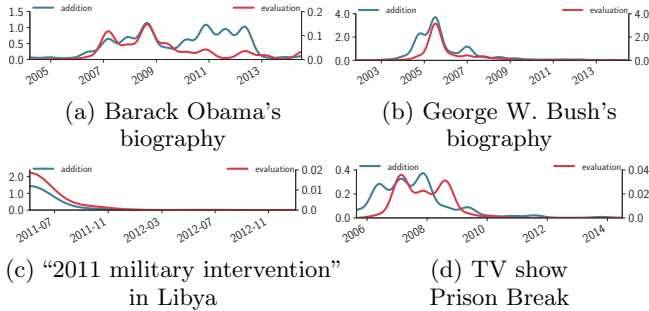 addition evaluation
1.5 0.2
1.0
0.1
0.5
0.0 0.0
2005 2007 2009 2011 2013
(a) Barack Obama's
biography
addition evaluation
4.0 4.0
2.0 2.0
0.0 0.0
2003 2005 2007 2009 2011 2013
(b) George W. Bush's
biography
addition evaluation
0.02
2.0
1.0 0.01
0.0 0.00
2011-07 2011-11 2012-03 2012-07 2012-11
(c) “2011 military intervention”
in Libya
addition evaluation
0.4 0.04
0.2 0.02
0.0 0.00
2006 2008 2010 2012 2014
(d) TV show
Prison Break